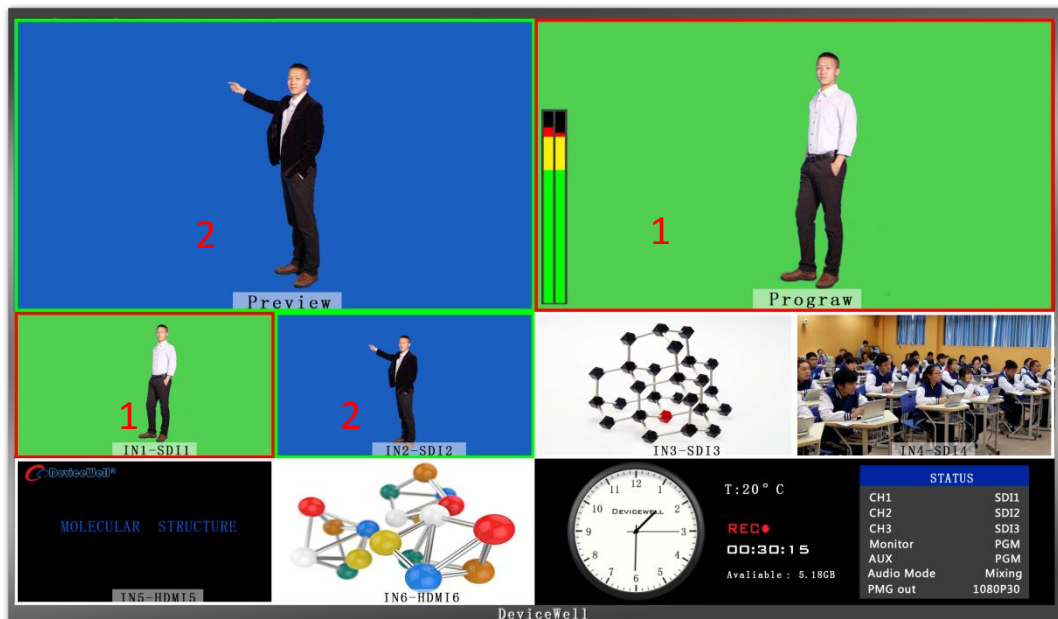 2
Preview
1
Prograw
1
IN1-SDI1
2
IN2-SDI2
IN3-SDI3
IN4-SDI4
DeviceWell®
MOLECULAR STRUCTURE
IN5-HDMI5
IN6-HDMI6
12
1
2
3
4
5
6
7
8
9
10
11
DEVICEWELL
T:20° C
REC
00:30:15
Avaliable: 5.18GB
STATUS
CH1 SDI1
CH2 SDI2
CH3 SDI3
Monitor PGM
AUX PGM
Audio Mode Mixing
PMG out 1080P30
DeviceWell